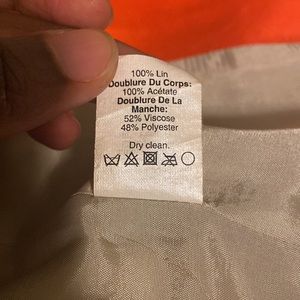 100% Lin
Doublure Du Corps:
100% Acétate
Doublure De La
Manche:
52% Viscose
48% Polyester
Dry clean.